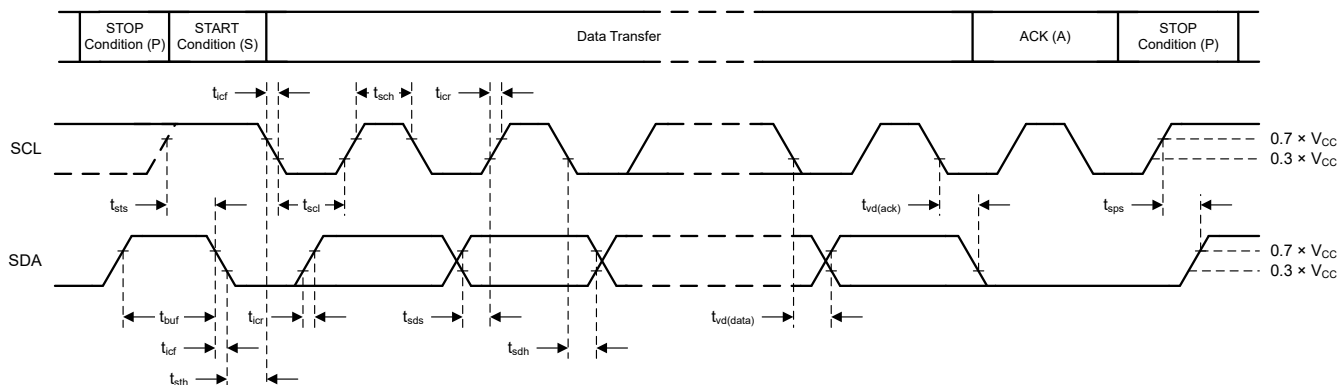 STOP
Condition (P)
START
Condition (S)
Data Transfer
ACK (A)
STOP
Condition (P)
t_icf
t_sch
t_icr
SCL
0.7 × V_CC
0.3 × V_CC
t_sts
t_scl
t_vd(ack)
t_sps
SDA
0.7 × V_CC
0.3 × V_CC
t_buf
t_icr
t_sds
t_vd(data)
t_icf
t_sdh
t_sth